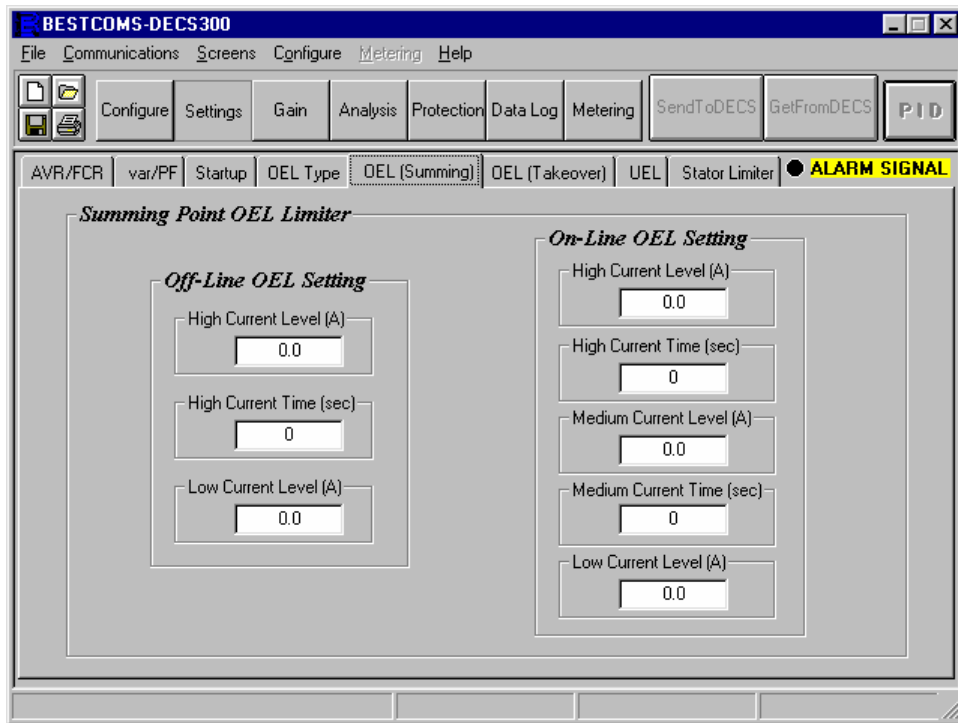 BESTCOMS-DECS300
File Communications Screens Configure Metering Help
Configure Settings Gain Analysis Protection Data Log Metering SendToDECS GetFromDECS PID
AVR/FCR var/PF Startup OEL Type OEL (Summing) OEL (Takeover) UEL Stator Limiter ALARM SIGNAL
Summing Point OEL Limiter
Off-Line OEL Setting
High Current Level (A)
0.0
High Current Time (sec)
0
Low Current Level (A)
0.0
On-Line OEL Setting
High Current Level (A)
0.0
High Current Time (sec)
0
Medium Current Level (A)
0.0
Medium Current Time (sec)
0
Low Current Level (A)
0.0